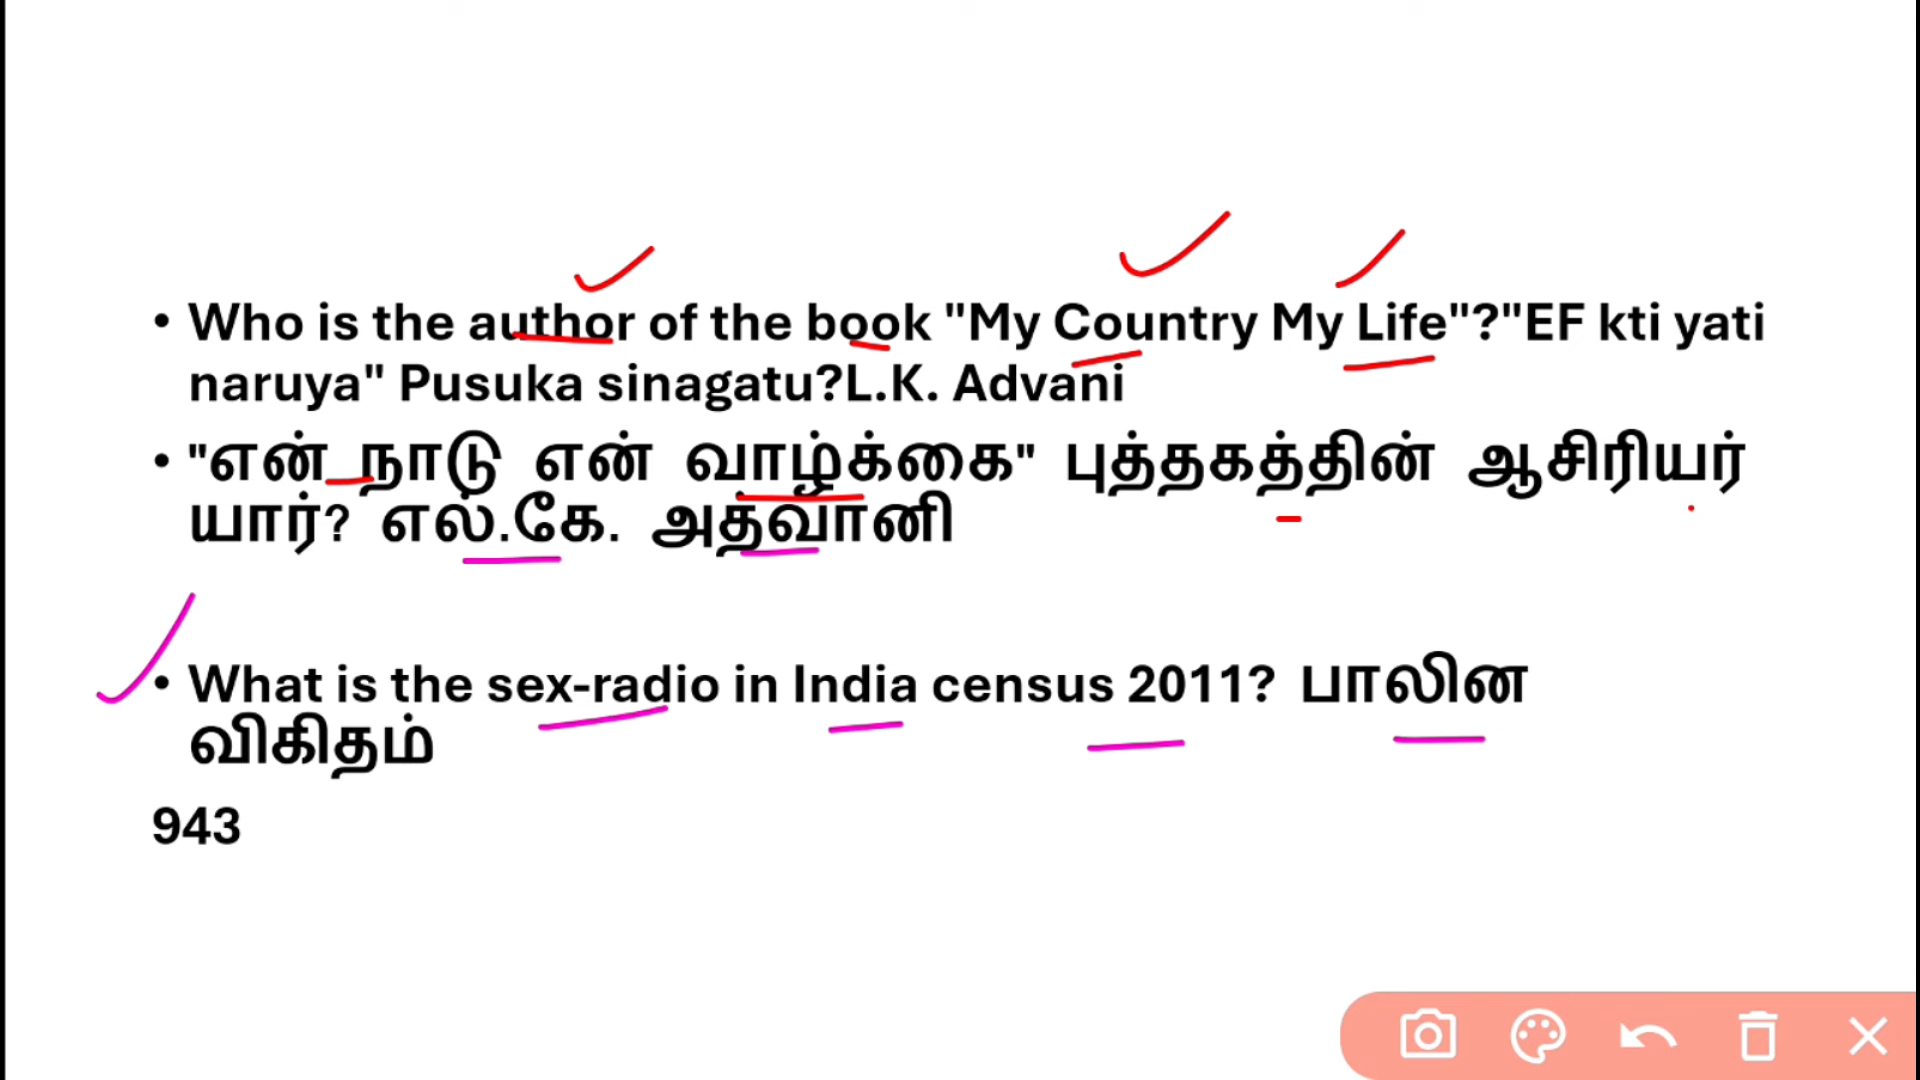 • Who is the author of the book "My Country My Life"?"EF kti yati
naruya" Pusuka sinagatu?L.K. Advani
• "என் நாடு என் வாழ்க்கை" புத்தகத்தின் ஆசிரியர்
யார்? எல்.கே. அத்வானி
• What is the sex-radio in India census 2011? பாலின
விகிதம்
943